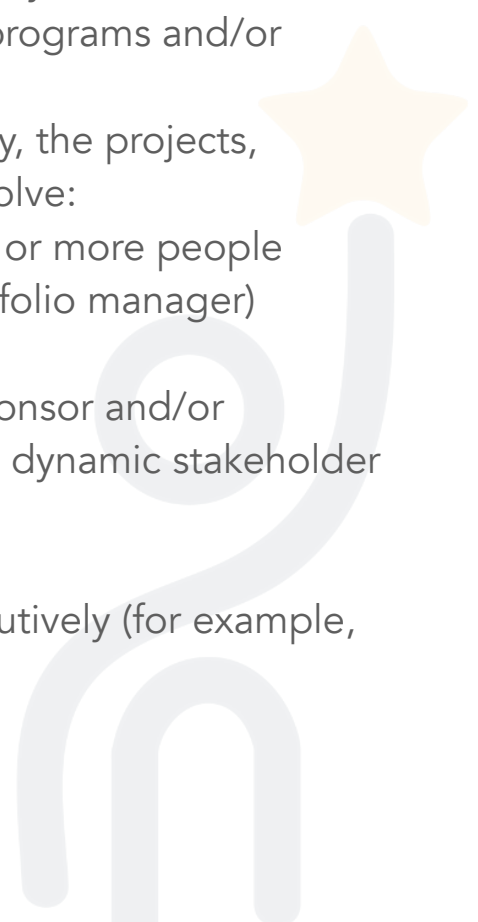 programs and/or
y, the projects,
olve:
or more people
folio manager)
onsor and/or
dynamic stakeholder
utively (for example,